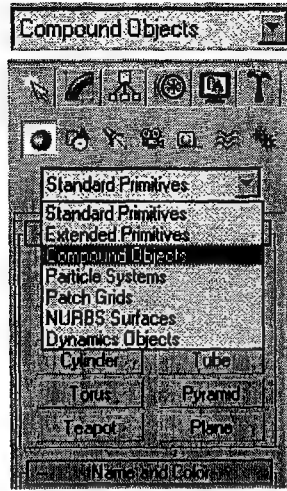 Compound Objects
Standard Primitives
Standard Primitives
Extended Primitives
Compound Objects
Particle Systems
Patch Grids
NURBS Surfaces
Dynamics Objects
Cylinder Tube
Torus Pyramid
Teapot Plane
Name and Color